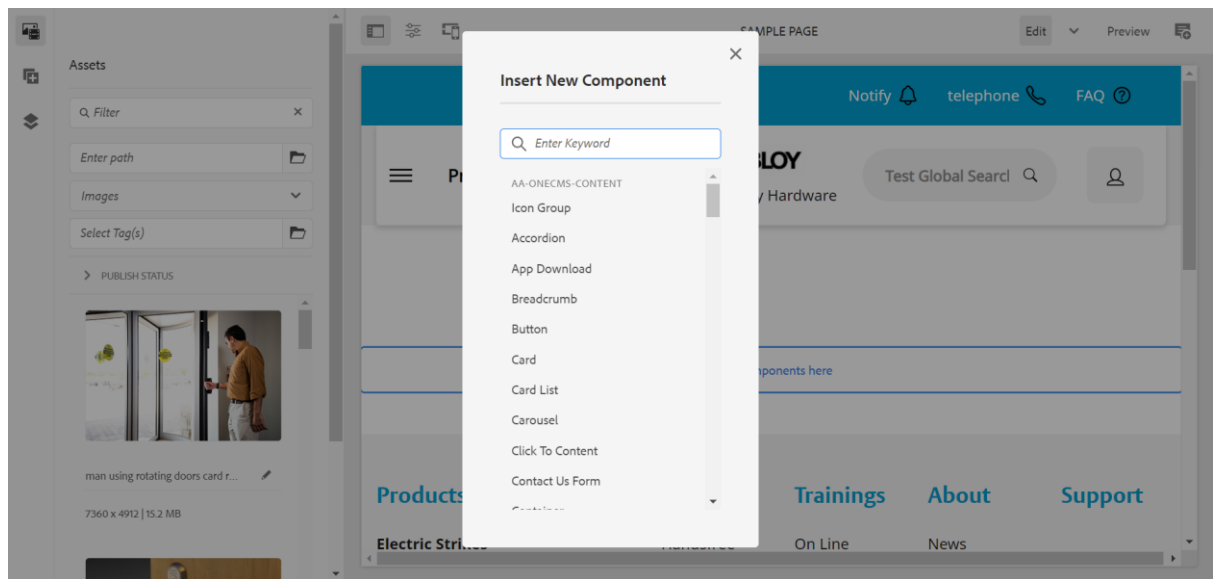 Assets
Filter
Enter path
Images
Select Tag(s)
PUBLISH STATUS
man using rotating doors card r...
7360 x 4912 | 15.2 MB
SAMPLE PAGE
Edit
Preview
Notify
telephone
FAQ
Hardware
Test Global Searcl
Insert New Component
Enter Keyword
AA-ONECMS-CONTENT
Icon Group
Accordion
App Download
Breadcrumb
Button
Card
Card List
Carousel
Click To Content
Contact Us Form
here
Products
Trainings
About
Support
Electric
On Line
News